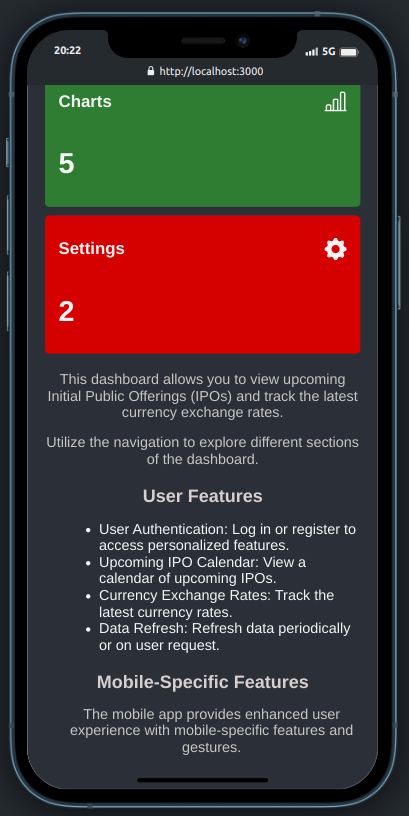 20:22
5G
http://localhost:3000
Charts
5
Settings
2
This dashboard allows you to view upcoming
Initial Public Offerings (IPOs) and track the latest
currency exchange rates.
Utilize the navigation to explore different sections
of the dashboard.
User Features
• User Authentication: Log in or register to
access personalized features.
• Upcoming IPO Calendar: View a
calendar of upcoming IPOs.
• Currency Exchange Rates: Track the
latest currency rates.
• Data Refresh: Refresh data periodically
or on user request.
Mobile-Specific Features
The mobile app provides enhanced user
experience with mobile-specific features and
gestures.